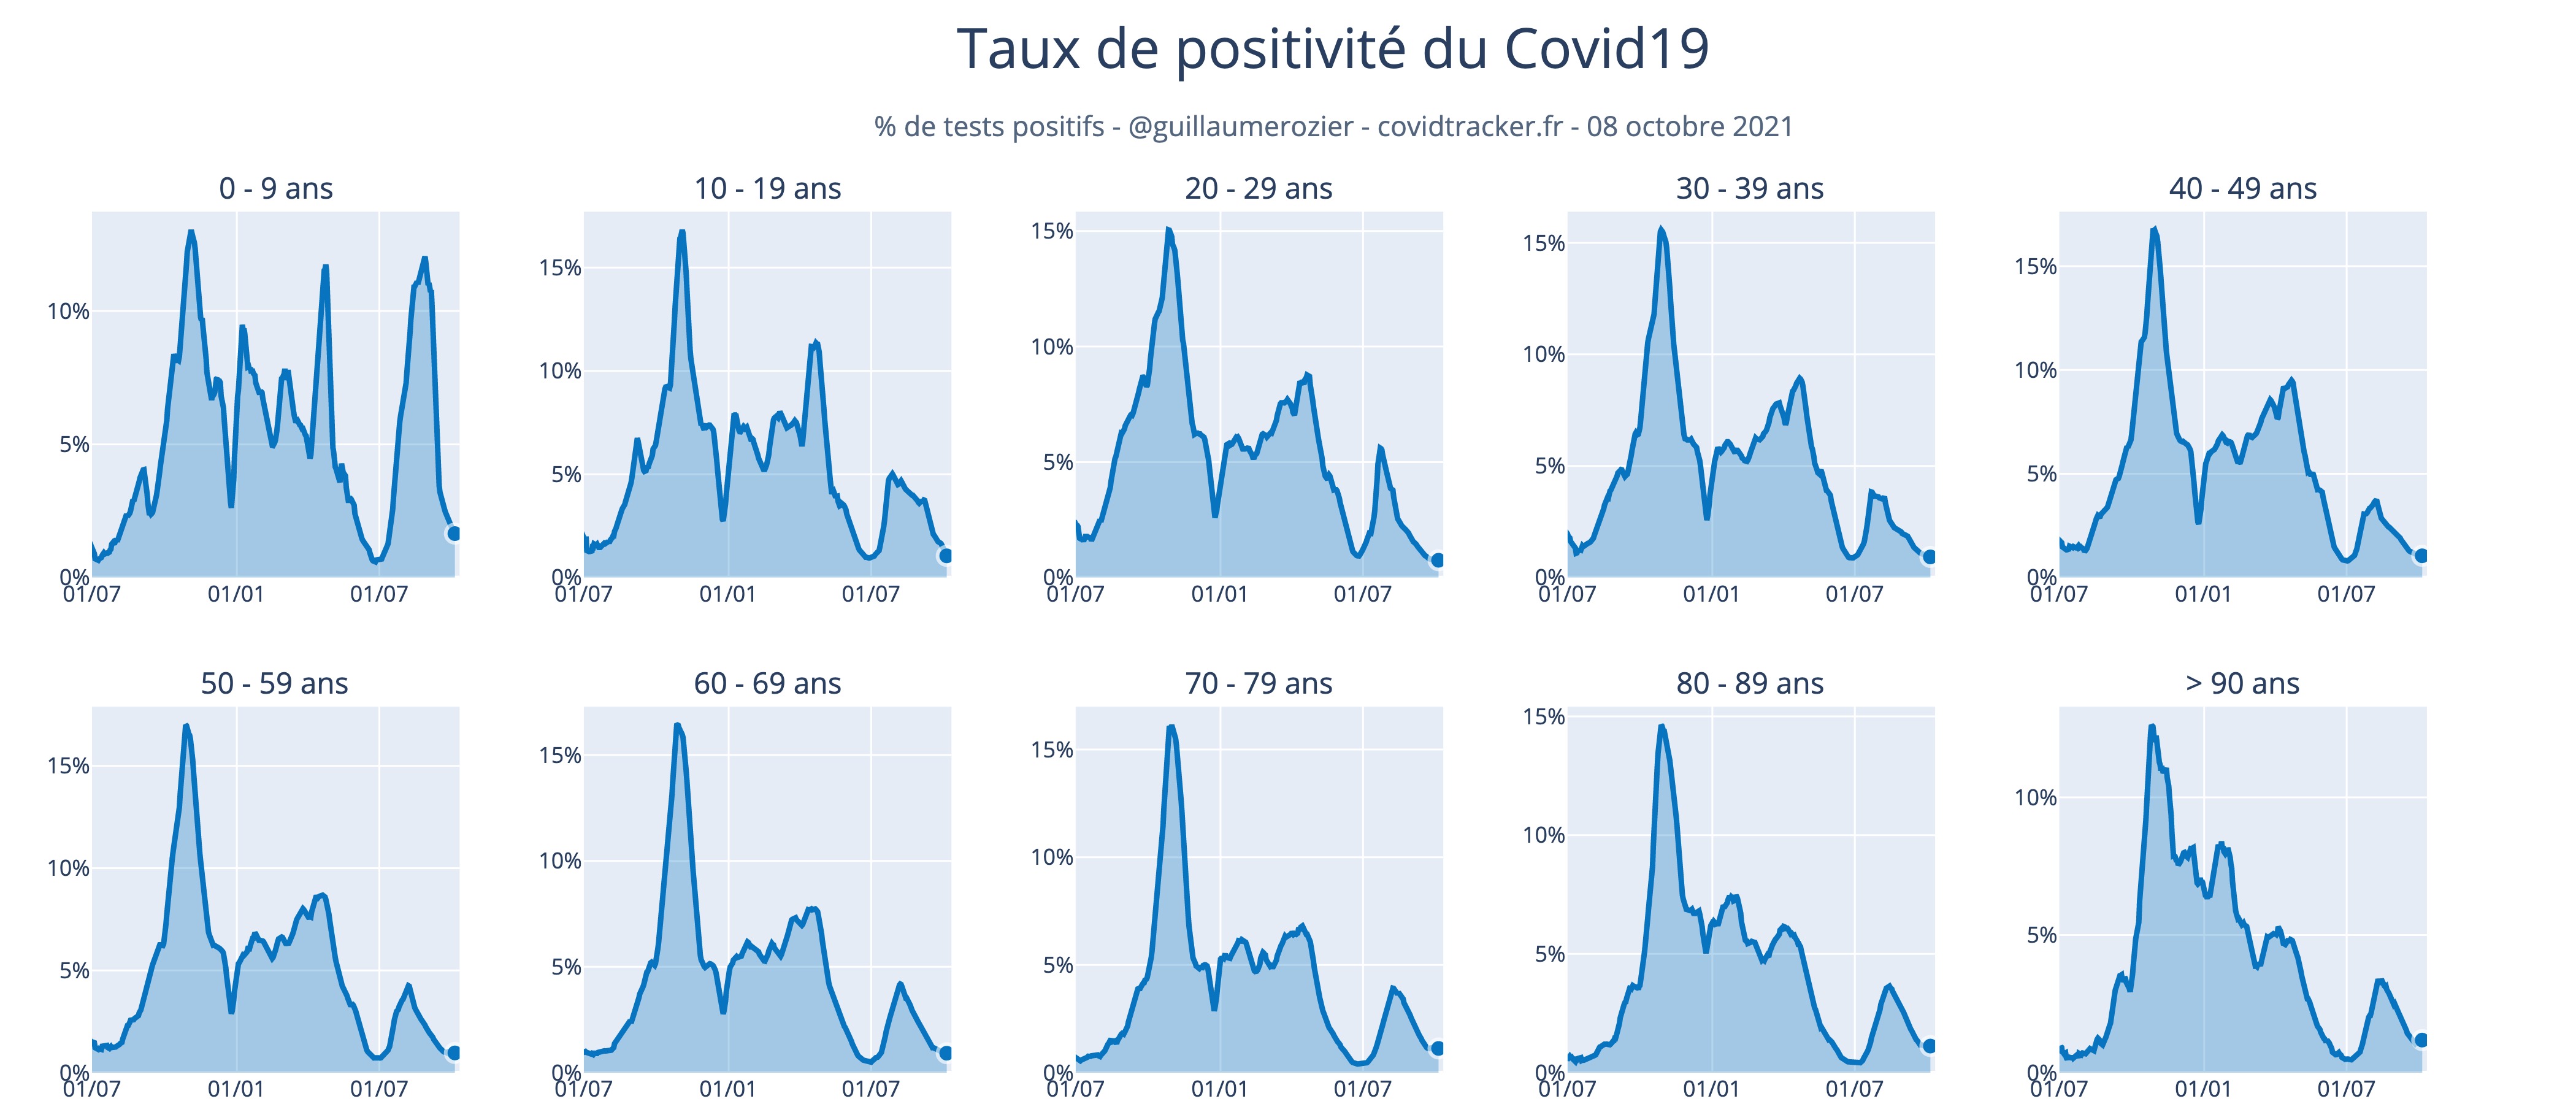 Taux de positivité du Covid19
% de tests positifs - @guillaumerozier - covidtracker.fr - 08 octobre 2021
0 - 9 ans
10%
5%
0%
01/07 01/01 01/07
10 - 19 ans
15%
10%
5%
0%
01/07 01/01 01/07
20 - 29 ans
15%
10%
5%
0%
01/07 01/01 01/07
30 - 39 ans
15%
10%
5%
0%
01/07 01/01 01/07
40 - 49 ans
15%
10%
5%
0%
01/07 01/01 01/07
50 - 59 ans
15%
10%
5%
0%
01/07 01/01 01/07
60 - 69 ans
15%
10%
5%
0%
01/07 01/01 01/07
70 - 79 ans
15%
10%
5%
0%
01/07 01/01 01/07
80 - 89 ans
15%
10%
5%
0%
01/07 01/01 01/07
> 90 ans
10%
5%
0%
01/07 01/01 01/07